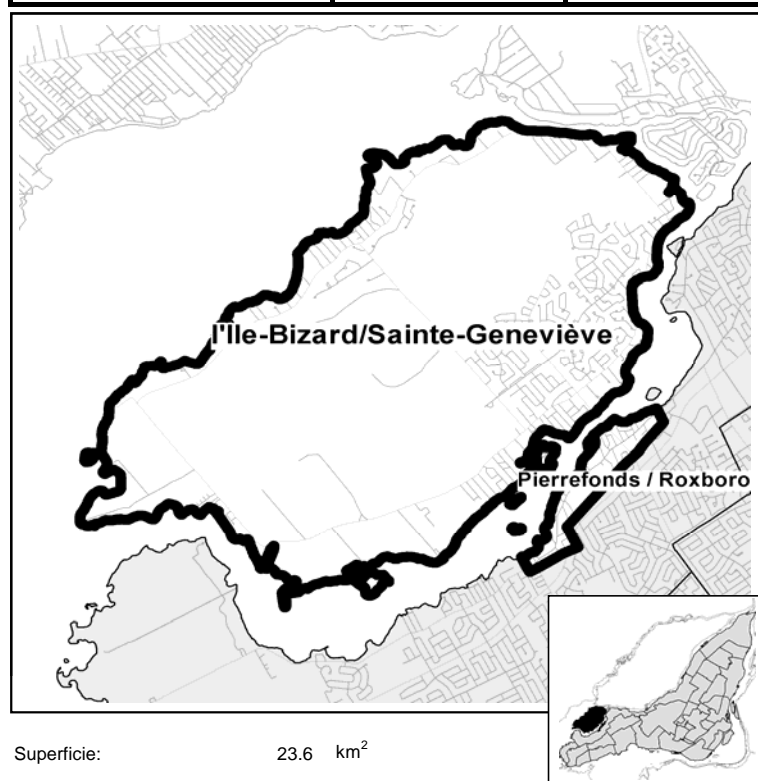 l'Ile-Bizard/Sainte-Geneviève
Pierrefonds / Roxboro
Superficie: 23.6 km²